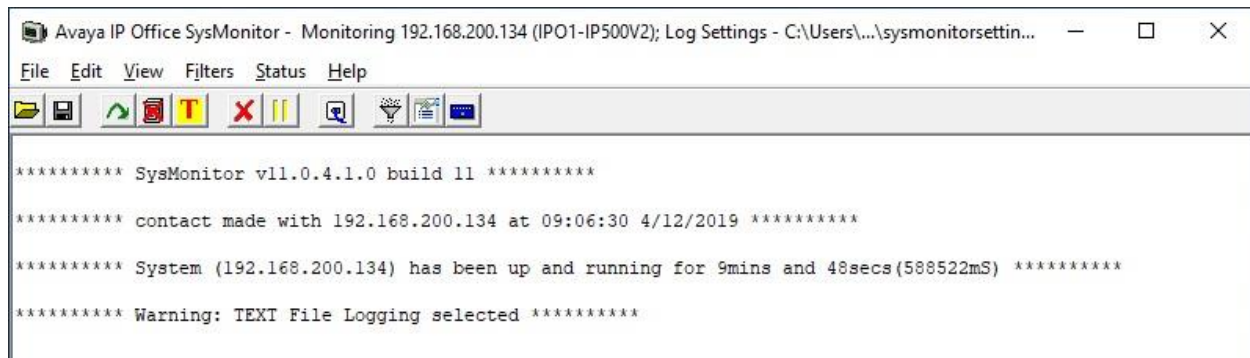 Avaya IP Office SysMonitor - Monitoring 192.168.200.134 (IPO1-IP500V2); Log Settings - C:\Users\...\sysmonitorsettin...
File Edit View Filters Status Help
T
********** SysMonitor v11.0.4.1.0 build 11 **********
********** contact made with 192.168.200.134 at 09:06:30 4/12/2019 **********
********** System (192.168.200.134) has been up and running for 9mins and 48secs(588522mS) **********
********** Warning: TEXT File Logging selected **********